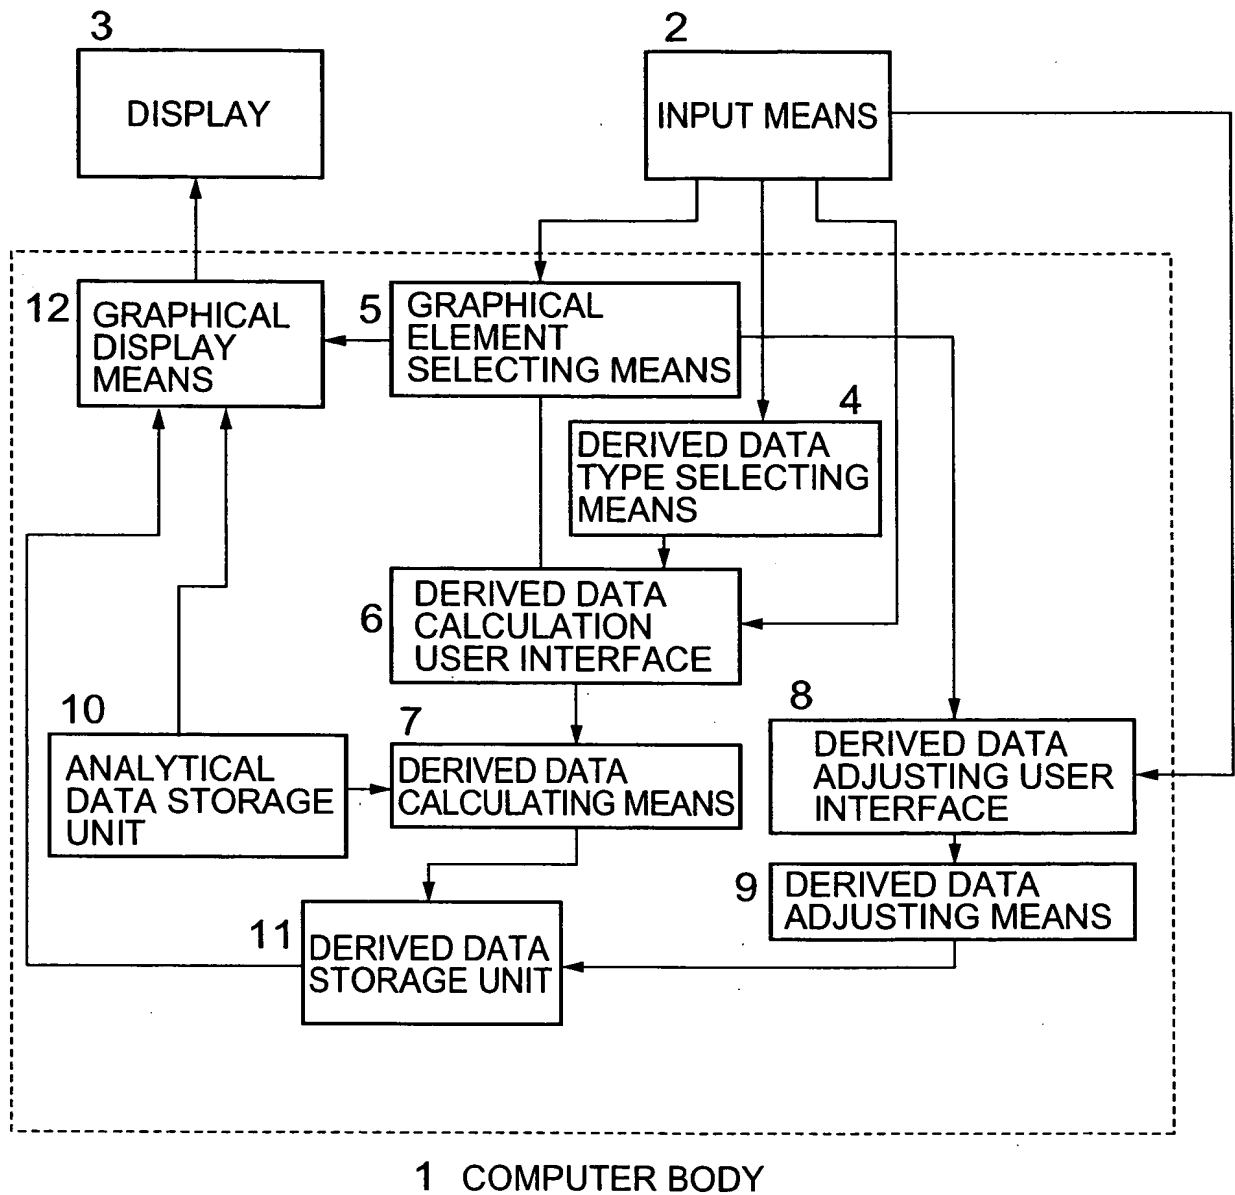 3
DISPLAY
2
INPUT MEANS
12
GRAPHICAL
DISPLAY
MEANS
5
GRAPHICAL
ELEMENT
SELECTING MEANS
4
DERIVED DATA
TYPE SELECTING
MEANS
6
DERIVED DATA
CALCULATION
USER INTERFACE
10
ANALYTICAL
DATA STORAGE
UNIT
7
DERIVED DATA
CALCULATING MEANS
8
DERIVED DATA
ADJUSTING USER
INTERFACE
9
DERIVED DATA
ADJUSTING MEANS
11
DERIVED DATA
STORAGE UNIT
1 COMPUTER BODY